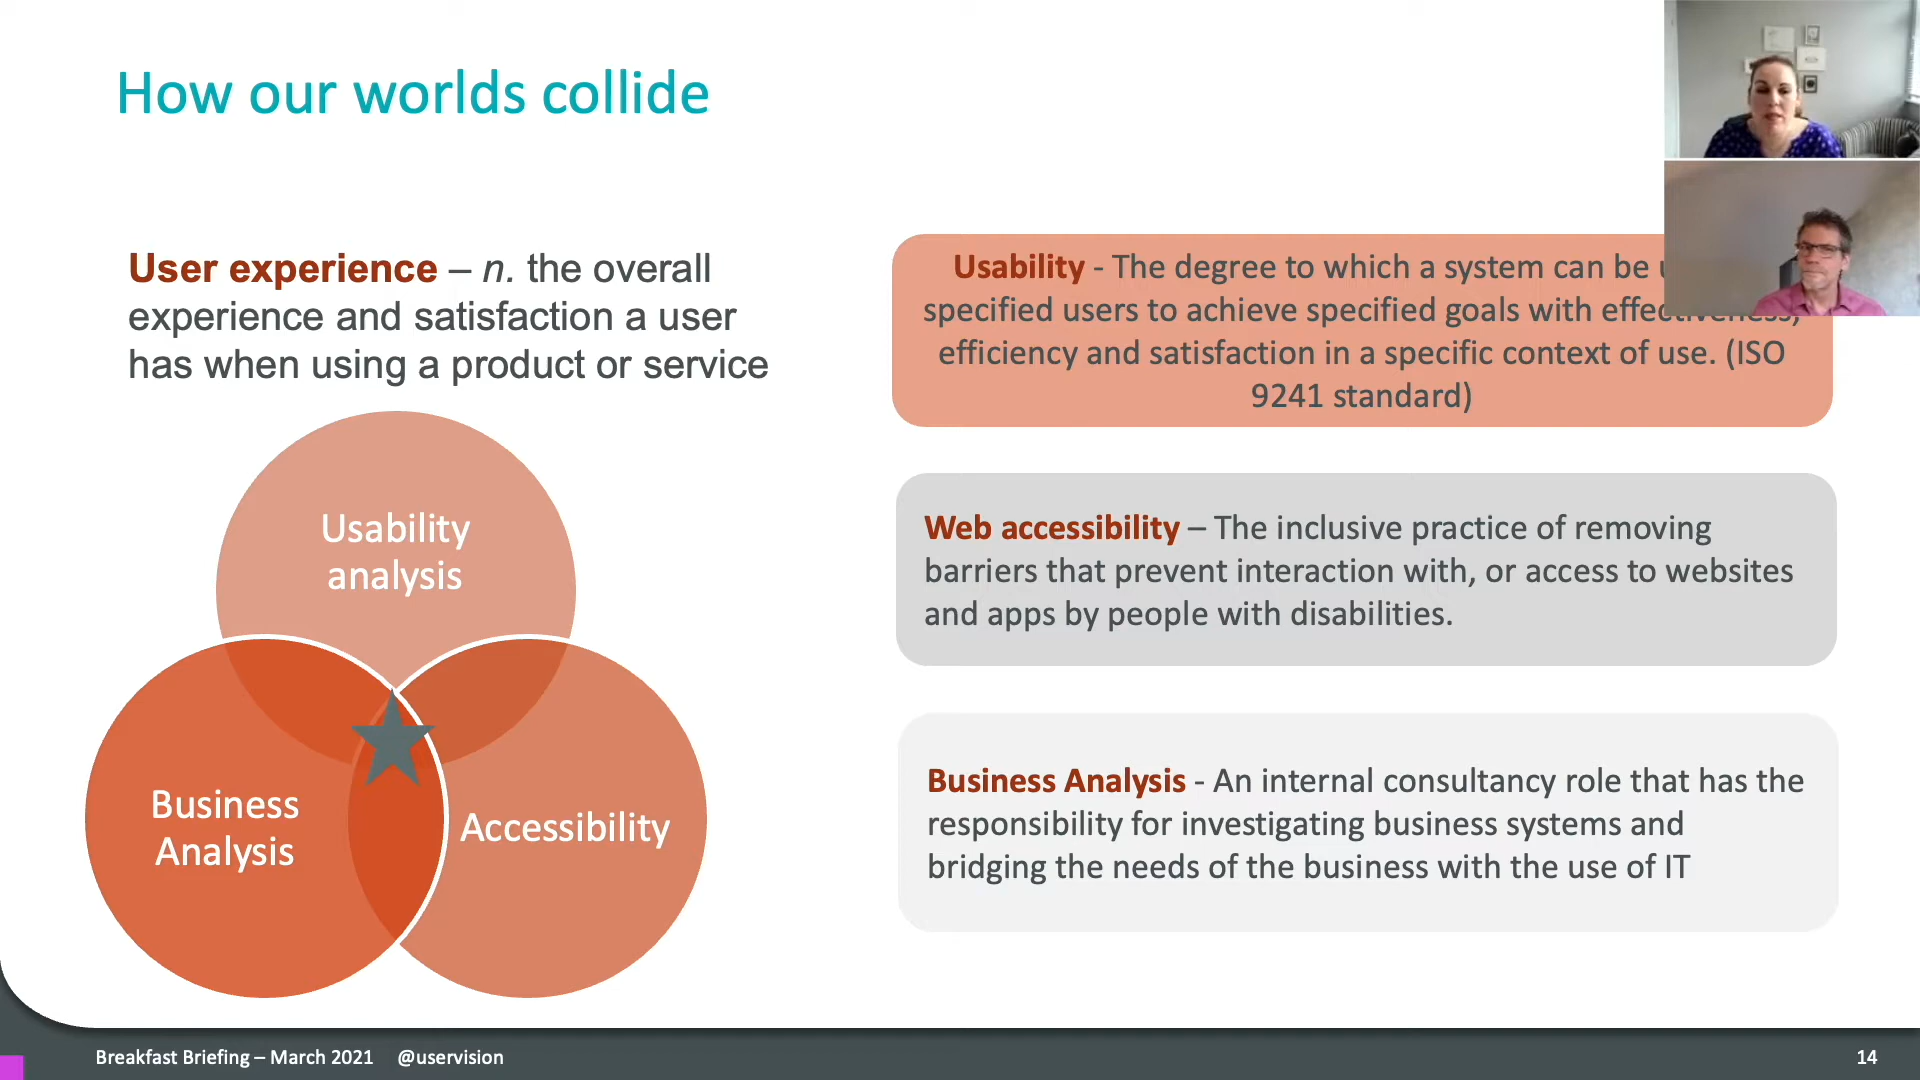 How our worlds collide
User experience – n. the overall
experience and satisfaction a user
has when using a product or service
Usability
analysis
Business
Analysis
Accessibility
Usability - The degree to which a system can be
specified users to achieve specified goals with effectiveness,
efficiency and satisfaction in a specific context of use. (ISO
9241 standard)
Web accessibility – The inclusive practice of removing
barriers that prevent interaction with, or access to websites
and apps by people with disabilities.
Business Analysis - An internal consultancy role that has the
responsibility for investigating business systems and
bridging the needs of the business with the use of IT
Breakfast Briefing – March 2021 @uservision
14